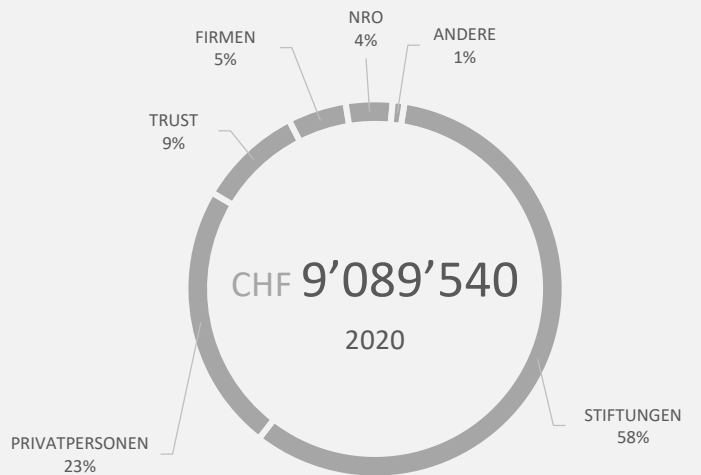 NRO
4%
ANDERE
1%
FIRMEN
5%
TRUST
9%
CHF 9’089’540
2020
STIFTUNGEN
58%
PRIVATPERSONEN
23%